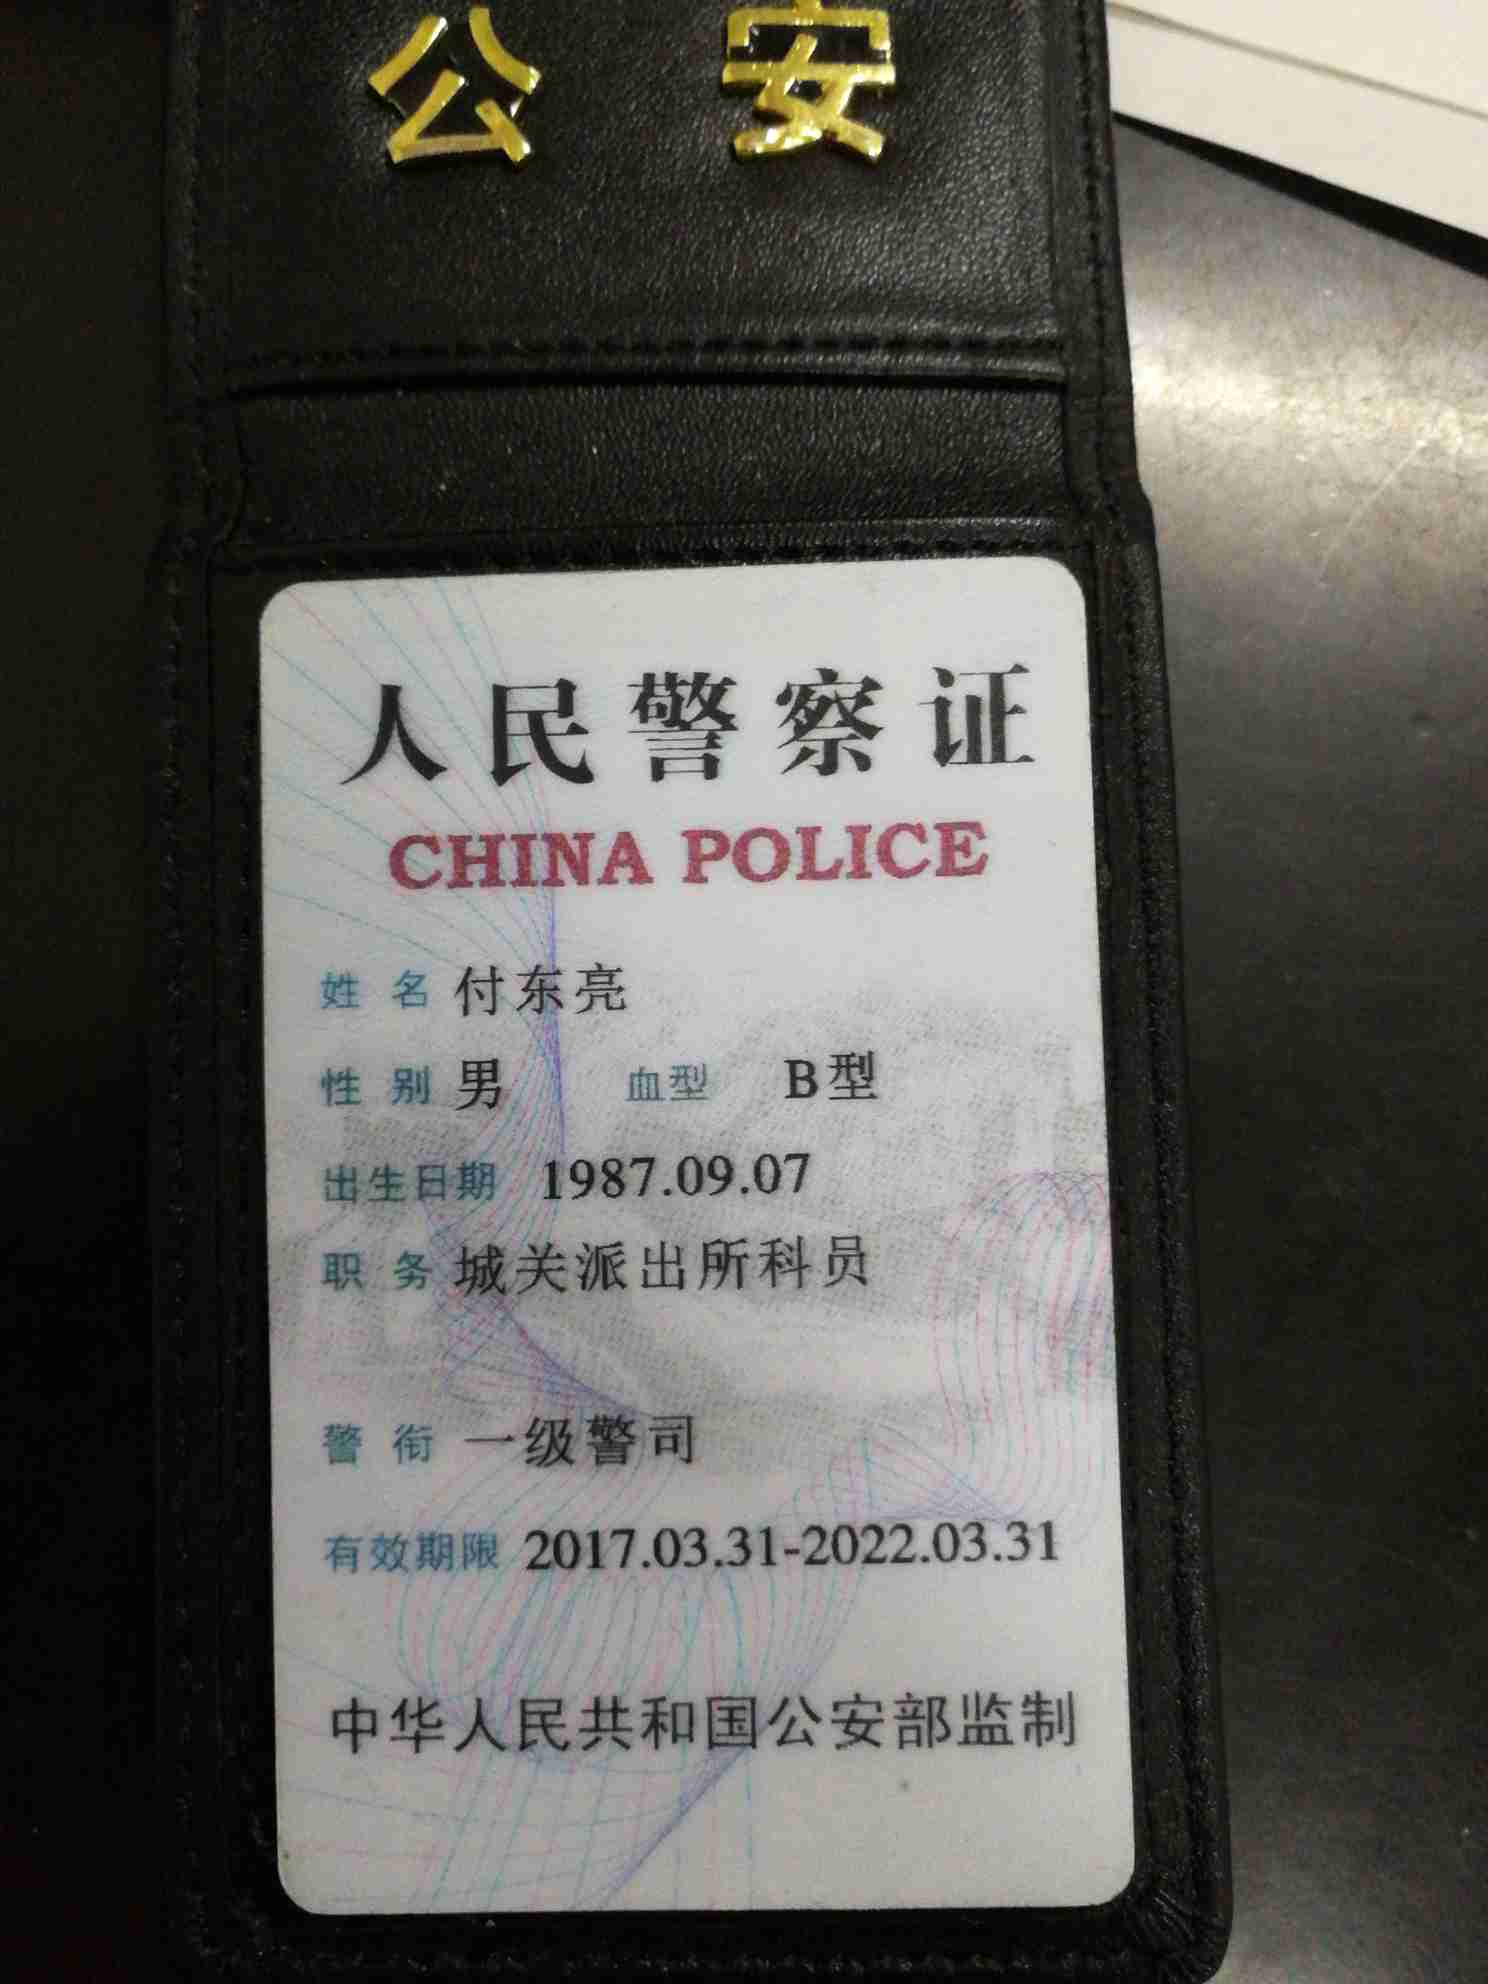 公安
人民警察证
CHINA POLICE
姓名 付东亮
性别 男 血型 B型
出生日期 1987.09.07
职务 城关派出所科员
警衔 一级警司
有效期限 2017.03.31-2022.03.31
中华人民共和国公安部监制